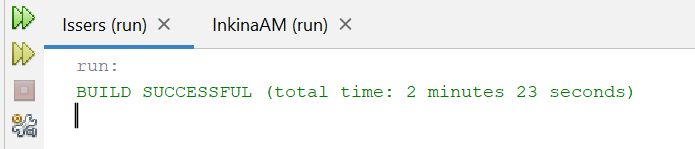 Issers (run) InkinaAM (run)
run:
BUILD SUCCESSFUL (total time: 2 minutes 23 seconds)